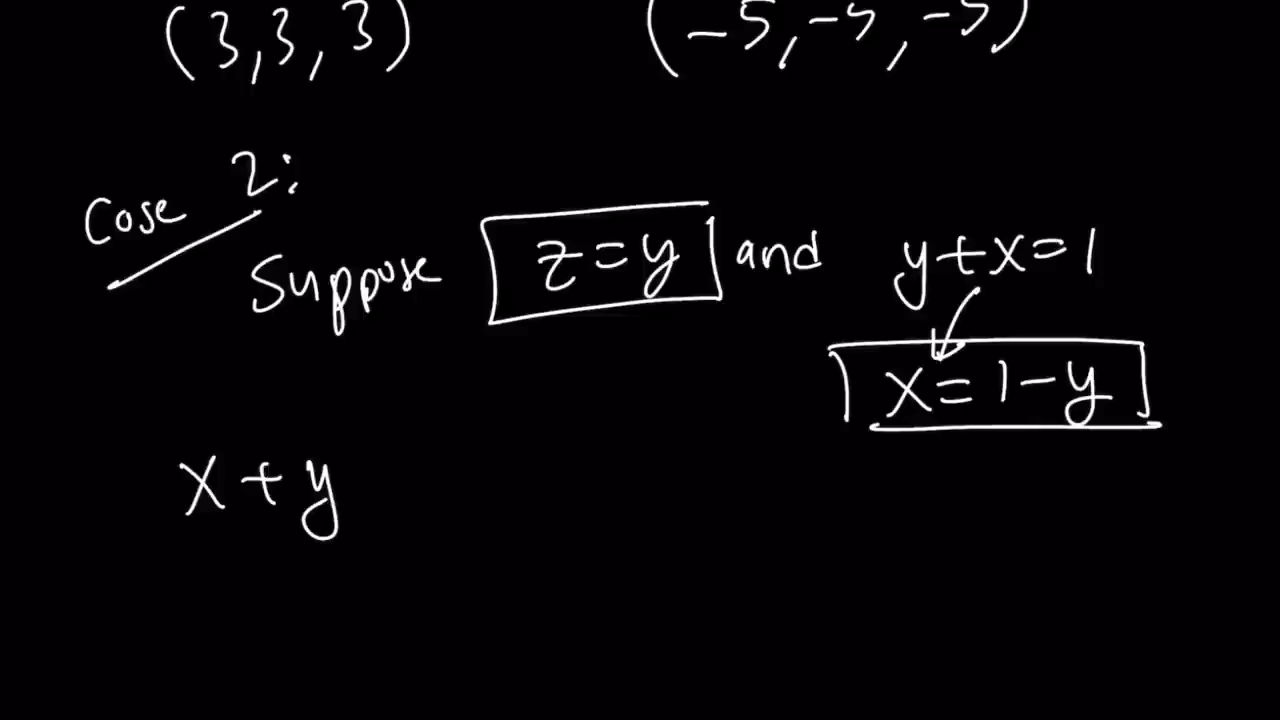 (3,3,3) (-5,-5,-5)
Case 2:
Suppose z=y and y+x=1
x=1-y
x+y